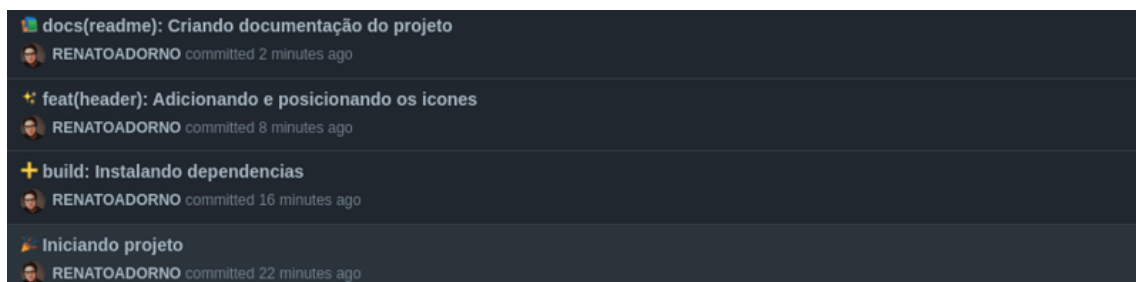 📚 docs(readme): Criando documentação do projeto
RENATOADORNO committed 2 minutes ago
✨ feat(header): Adicionando e posicionando os icones
RENATOADORNO committed 8 minutes ago
➕ build: Instalando dependencias
RENATOADORNO committed 16 minutes ago
🎉 Iniciando projeto
RENATOADORNO committed 22 minutes ago